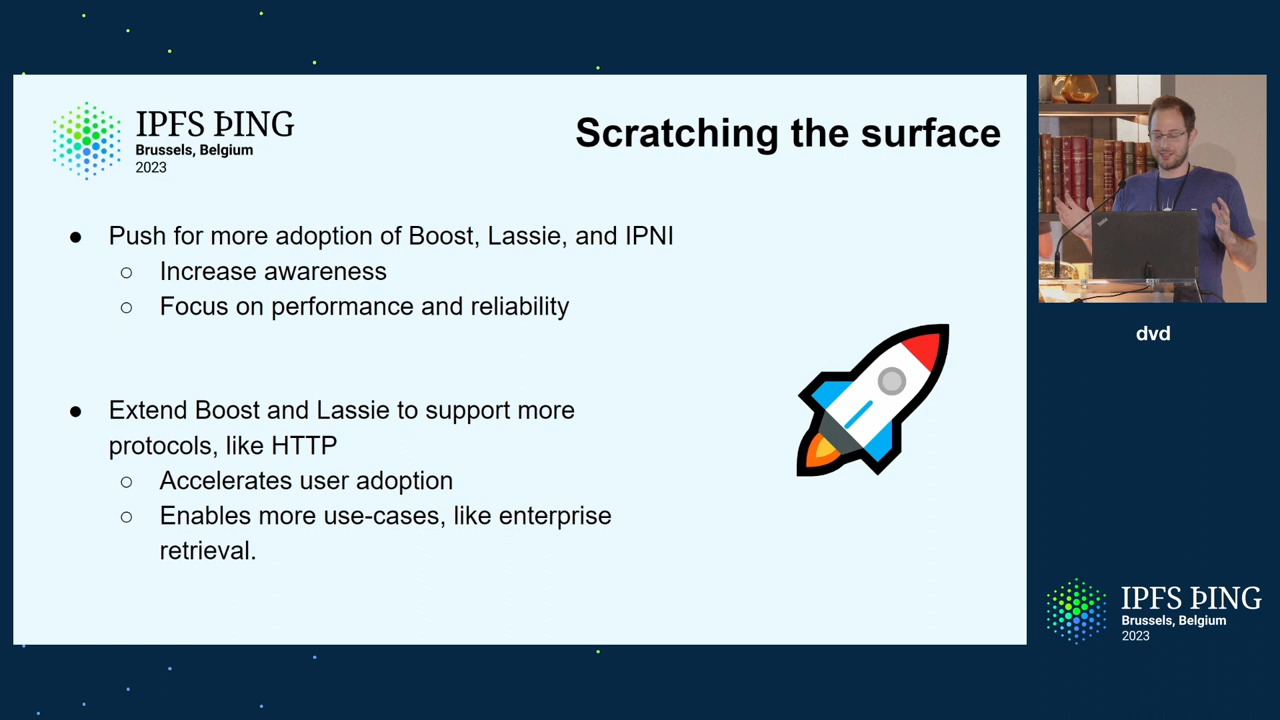 IPFS ÞING
Brussels, Belgium
2023
Scratching the surface
● Push for more adoption of Boost, Lassie, and IPNI
○ Increase awareness
○ Focus on performance and reliability
● Extend Boost and Lassie to support more
protocols, like HTTP
○ Accelerates user adoption
○ Enables more use-cases, like enterprise
retrieval.
dvd
IPFS ÞING
Brussels, Belgium
2023